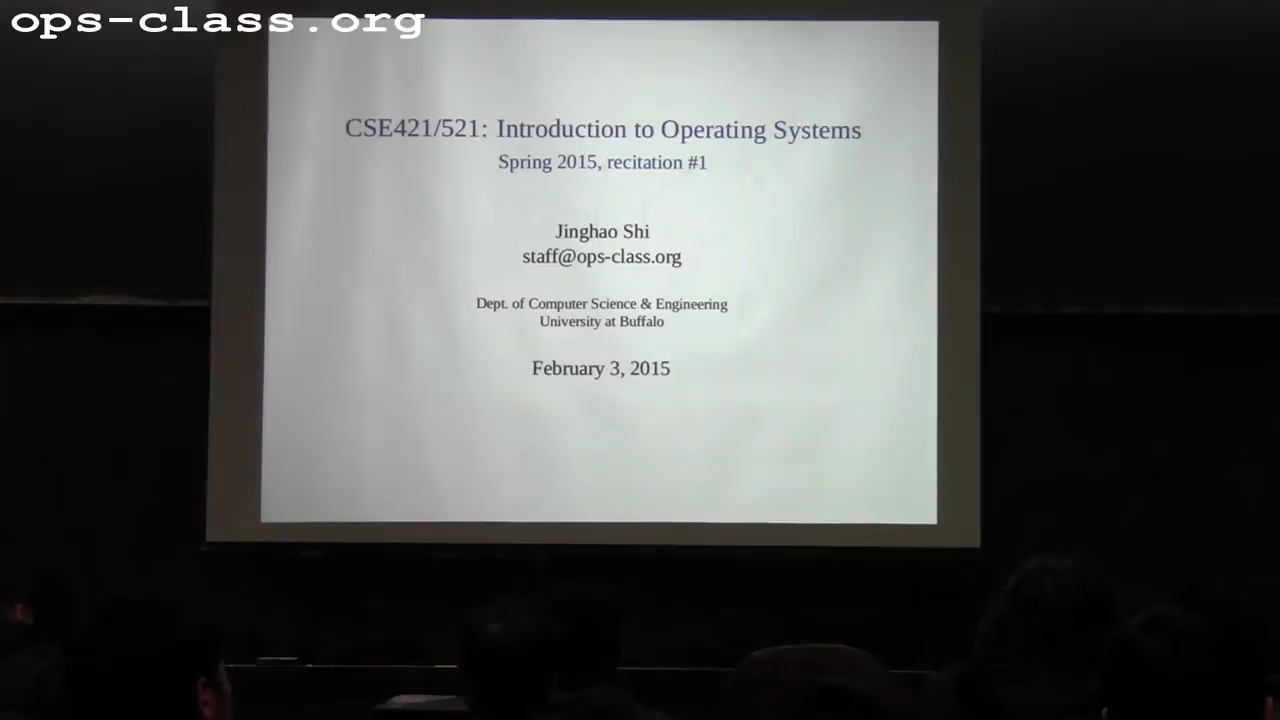 ops-class.org
CSE421/521: Introduction to Operating Systems
Spring 2015, recitation #1
Jinghao Shi
staff@ops-class.org
Dept. of Computer Science & Engineering
University at Buffalo
February 3, 2015